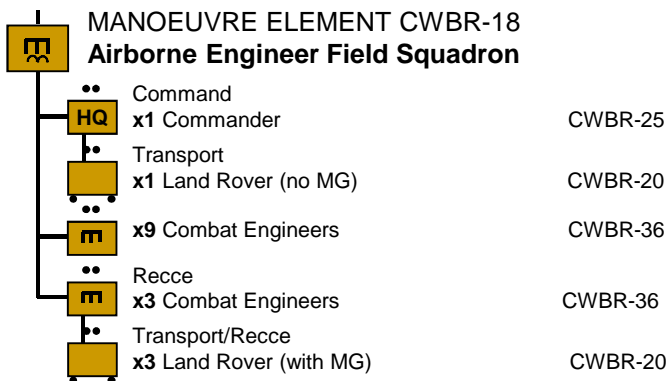 MANOEUVRE ELEMENT CWBR-18
Airborne Engineer Field Squadron
Command
HQ x1 Commander CWBR-25
Transport
x1 Land Rover (no MG) CWBR-20
x9 Combat Engineers CWBR-36
Recce
x3 Combat Engineers CWBR-36
Transport/Recce
x3 Land Rover (with MG) CWBR-20